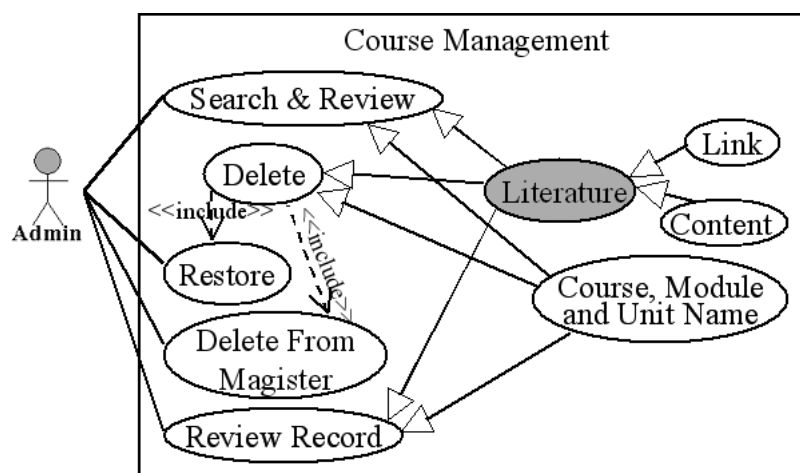 Course Management
Search & Review
Link
Delete
Literature
<<include>>
Admin
Content
<<include>>
Restore
Course, Module
and Unit Name
Delete From
Magister
Review Record